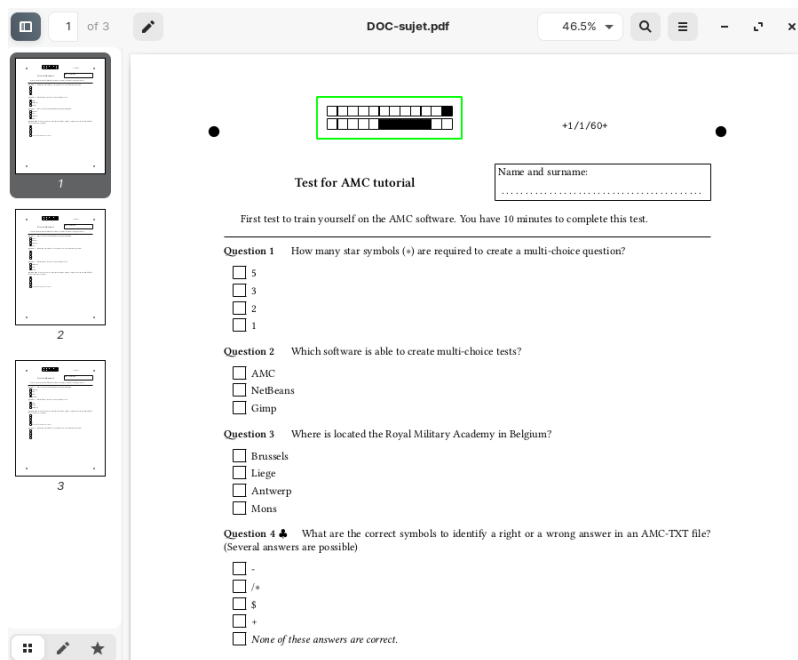 1 of 3
DOC-sujet.pdf
46.5%
1
2
3
+1/1/60+
Test for AMC tutorial
Name and surname:
First test to train yourself on the AMC software. You have 10 minutes to complete this test.
Question 1 How many star symbols (*) are required to create a multi-choice question?
5
3
2
1
Question 2 Which software is able to create multi-choice tests?
AMC
NetBeans
Gimp
Question 3 Where is located the Royal Military Academy in Belgium?
Brussels
Liege
Antwerp
Mons
Question 4 ♣ What are the correct symbols to identify a right or a wrong answer in an AMC-TXT file?
(Several answers are possible)
-
/*
$
+
None of these answers are correct.